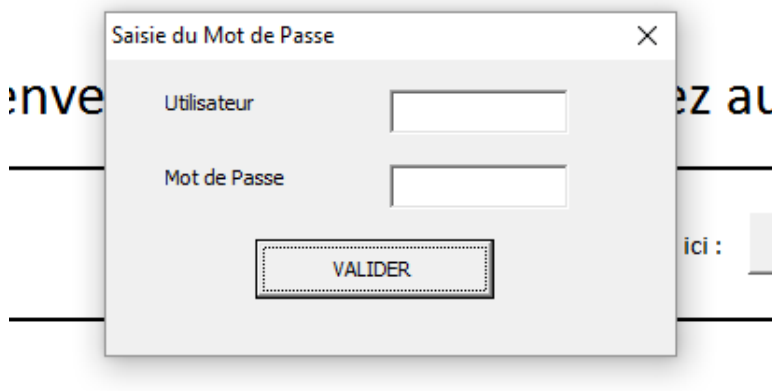 Saisie du Mot de Passe
Utilisateur
Mot de Passe
ici :
VALIDER